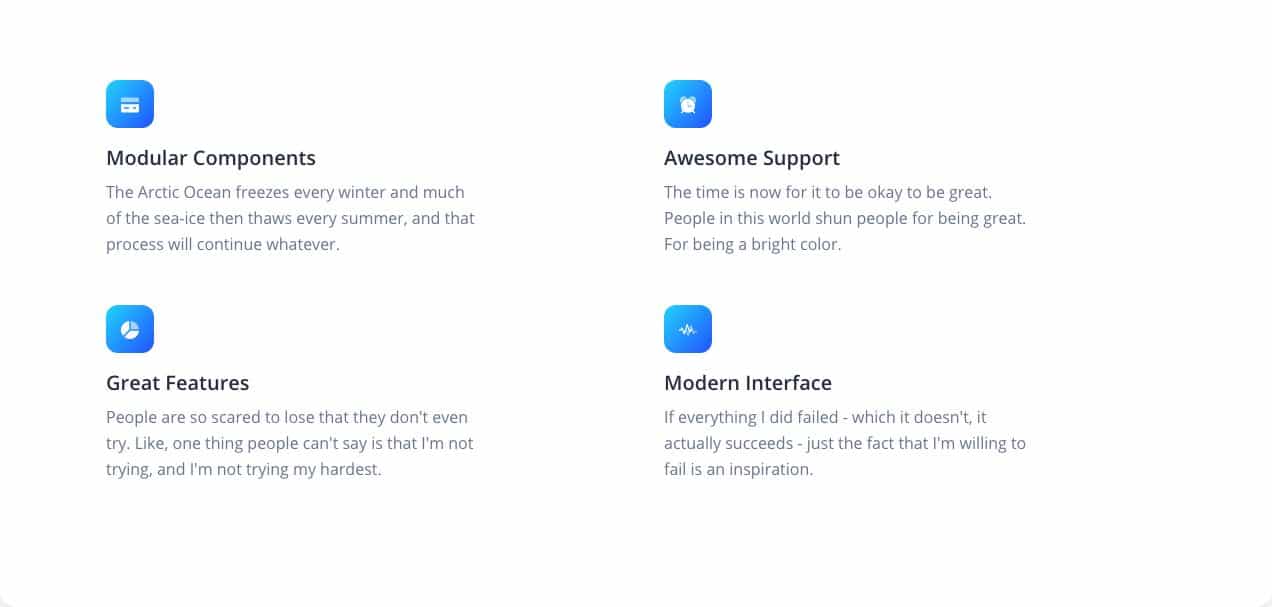 Modular Components
The Arctic Ocean freezes every winter and much
of the sea-ice then thaws every summer, and that
process will continue whatever.
Awesome Support
The time is now for it to be okay to be great.
People in this world shun people for being great.
For being a bright color.
Great Features
People are so scared to lose that they don't even
try. Like, one thing people can't say is that I'm not
trying, and I'm not trying my hardest.
Modern Interface
If everything I did failed - which it doesn't, it
actually succeeds - just the fact that I'm willing to
fail is an inspiration.